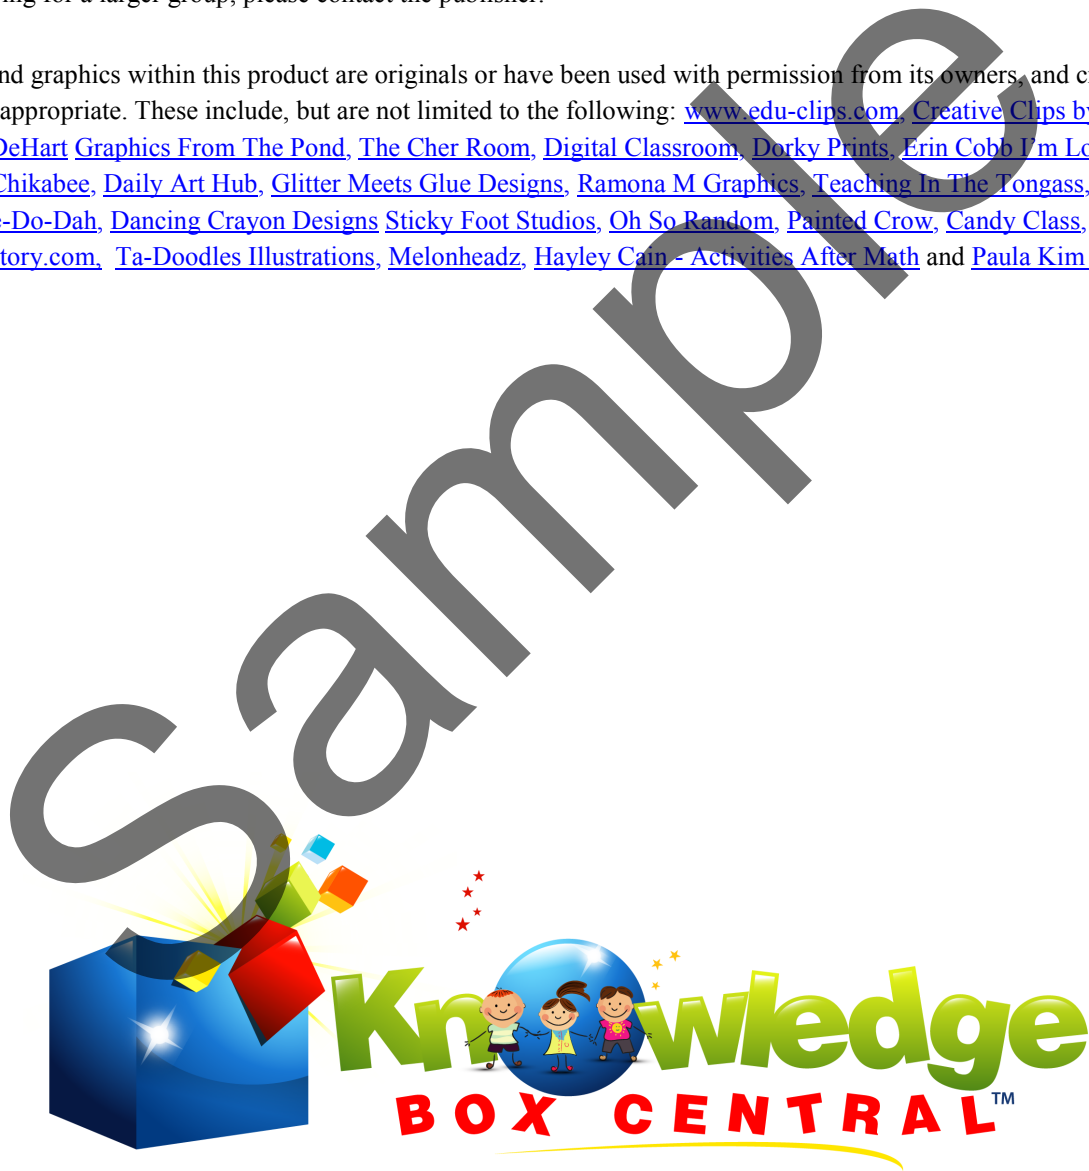 ing for a larger group, please contact the publisher.
nd graphics within this product are originals or have been used with permission from its owners, and c
appropriate. These include, but are not limited to the following: www.edu-clips.com, Creative Clips by
DeHart Graphics From The Pond, The Cher Room, Digital Classroom, Dorky Prints, Erin Cobb I'm Lo
Chikabee, Daily Art Hub, Glitter Meets Glue Designs, Ramona M Graphics, Teaching In The Tongass,
e-Do-Dah, Dancing Crayon Designs Sticky Foot Studios, Oh So Random, Painted Crow, Candy Class,
tory.com, Ta-Doodles Illustrations, Melonheadz, Hayley Cain - Activities After Math and Paula Kim
Sample
Knowledge
BOX CENTRAL™